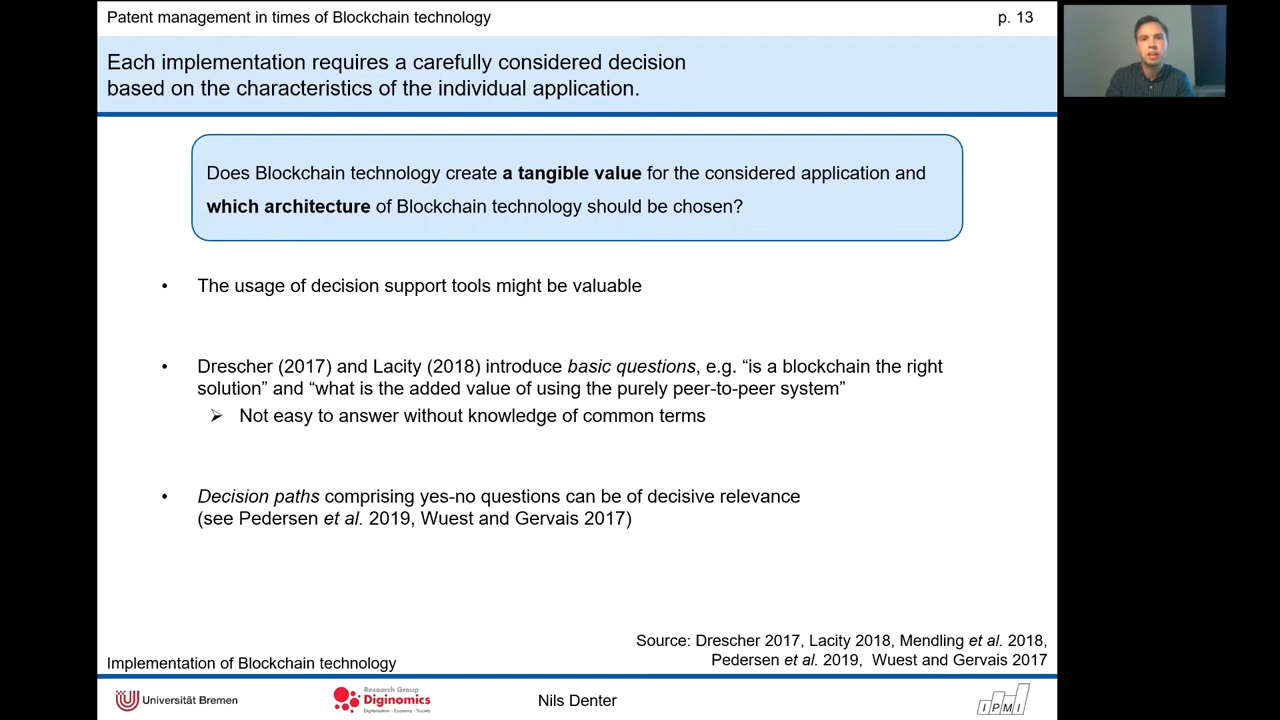 Patent management in times of Blockchain technology
p. 13
Each implementation requires a carefully considered decision
based on the characteristics of the individual application.
Does Blockchain technology create a tangible value for the considered application and
which architecture of Blockchain technology should be chosen?
• The usage of decision support tools might be valuable
• Drescher (2017) and Lacity (2018) introduce basic questions, e.g. “is a blockchain the right
solution” and “what is the added value of using the purely peer-to-peer system”
➢ Not easy to answer without knowledge of common terms
• Decision paths comprising yes-no questions can be of decisive relevance
(see Pedersen et al. 2019, Wuest and Gervais 2017)
Source: Drescher 2017, Lacity 2018, Mendling et al. 2018,
Pedersen et al. 2019, Wuest and Gervais 2017
Implementation of Blockchain technology
Universität Bremen
Research Group
Diginomics
Digitalization - Economy - Society
Nils Denter
IPMI